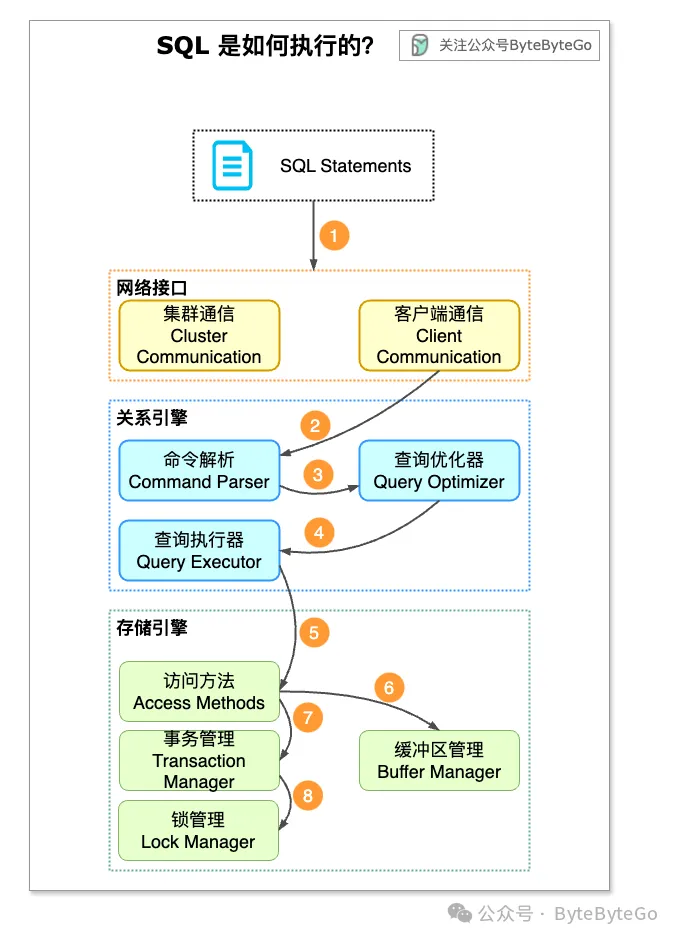 SQL 是如何执行的?
关注公众号ByteByteGo
SQL Statements
1
网络接口
集群通信
Cluster
Communication
客户端通信
Client
Communication
关系引擎
2
命令解析
Command Parser
3
查询优化器
Query Optimizer
查询执行器
Query Executor
4
存储引擎
5
访问方法
Access Methods
6
7
事务管理
Transaction
Manager
缓冲区管理
Buffer Manager
8
锁管理
Lock Manager
公众号 · ByteByteGo